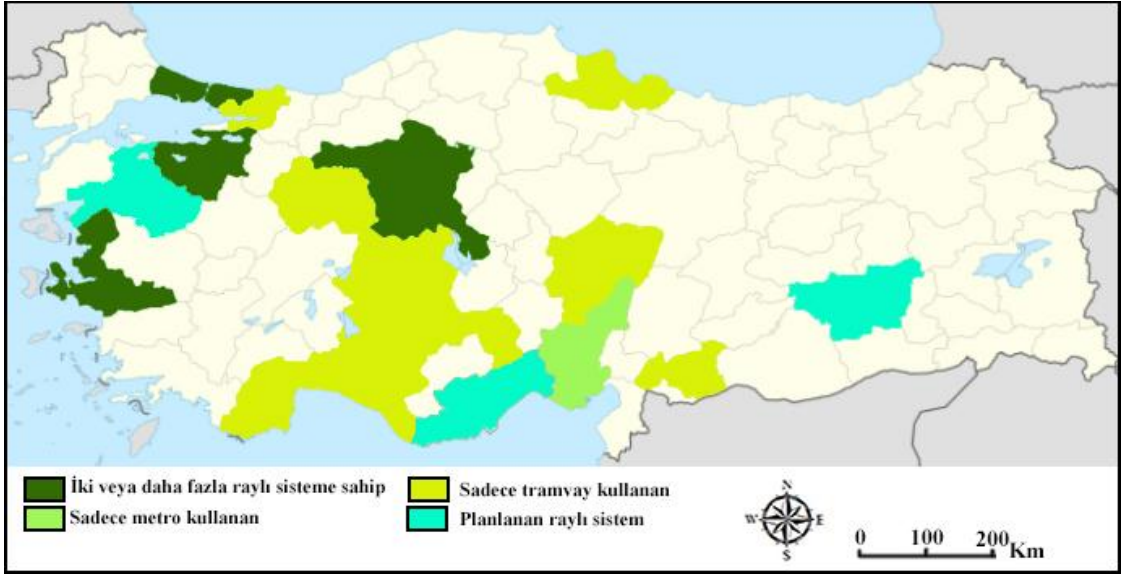 İki veya daha fazla raylı sisteme sahip
Sadece tramvay kullanan
Sadece metro kullanan
Planlanan raylı sistem
N
W E
S
0 100 200 Km